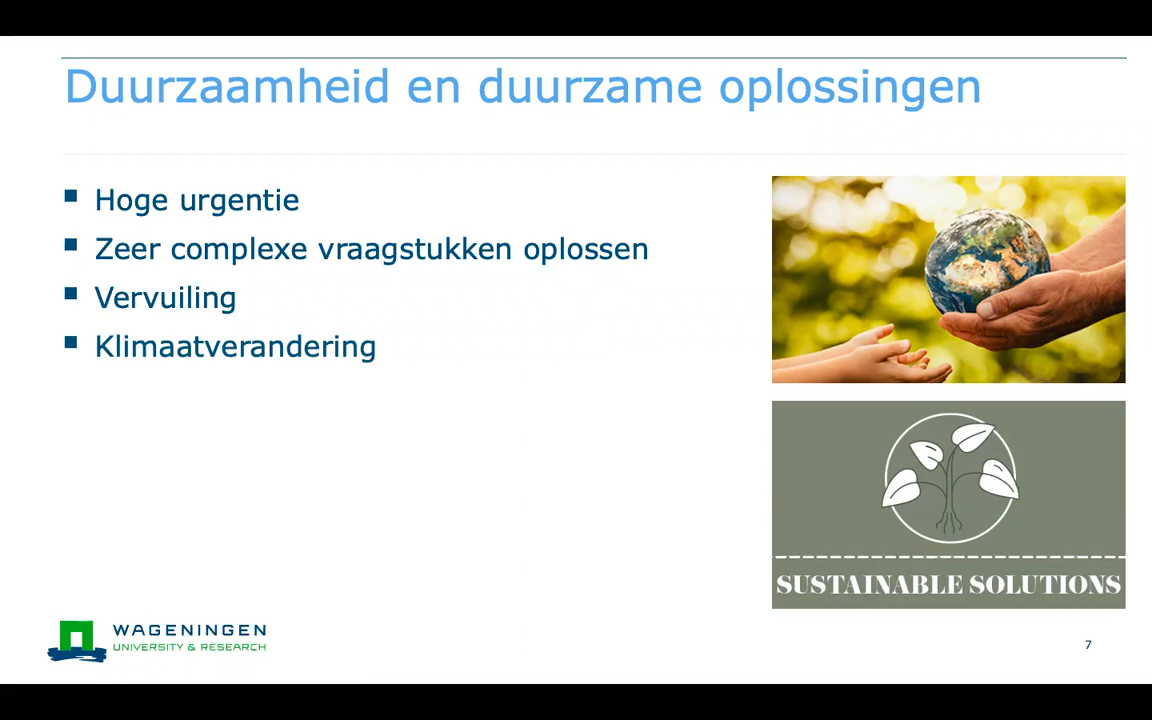 Duurzaamheid en duurzame oplossingen
Hoge urgentie
Zeer complexe vraagstukken oplossen
Vervuiling
Klimaatverandering
SUSTAINABLE SOLUTIONS
WAGENINGEN
UNIVERSITY & RESEARCH
7